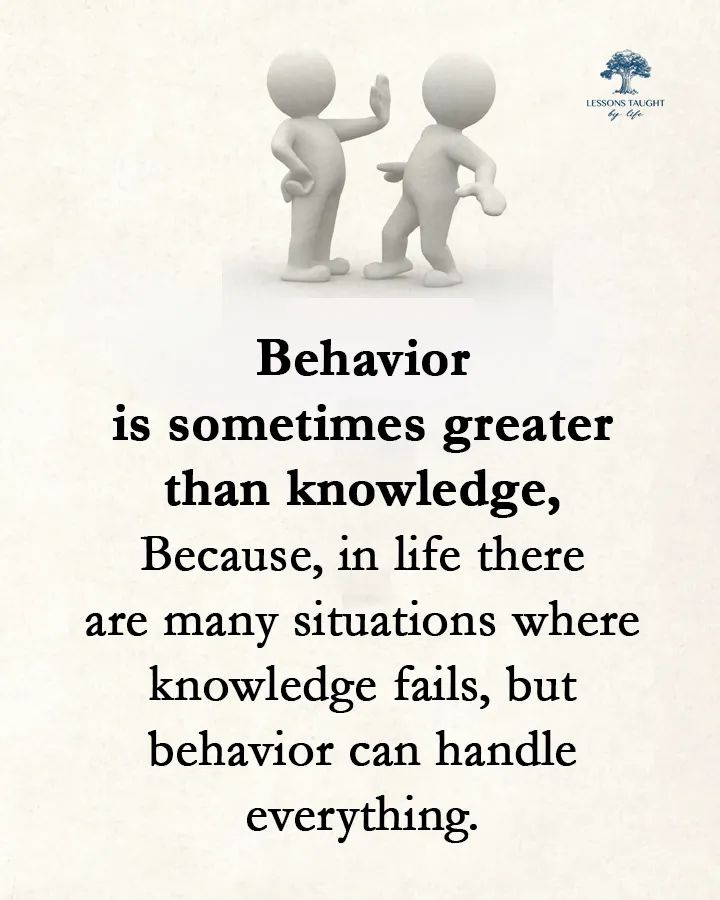 LESSONS TAUGHT
by life
Behavior
is sometimes greater
than knowledge,
Because, in life there
are many situations where
knowledge fails, but
behavior can handle
everything.